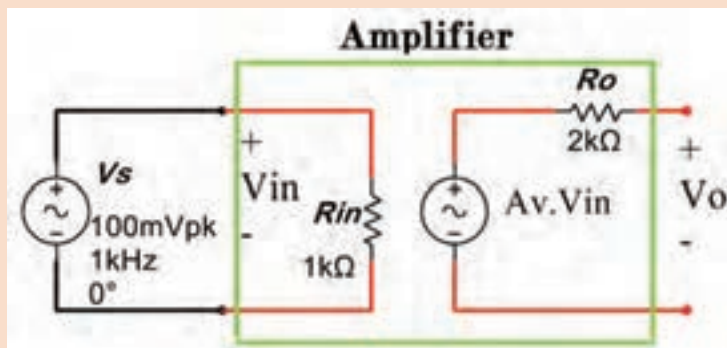 Amplifier
Ro
2kΩ
+
Vs
100mVpk
1kHz
0°
+
Vin
-
Rin
1kΩ
+
~
-
Av.Vin
+
Vo
-